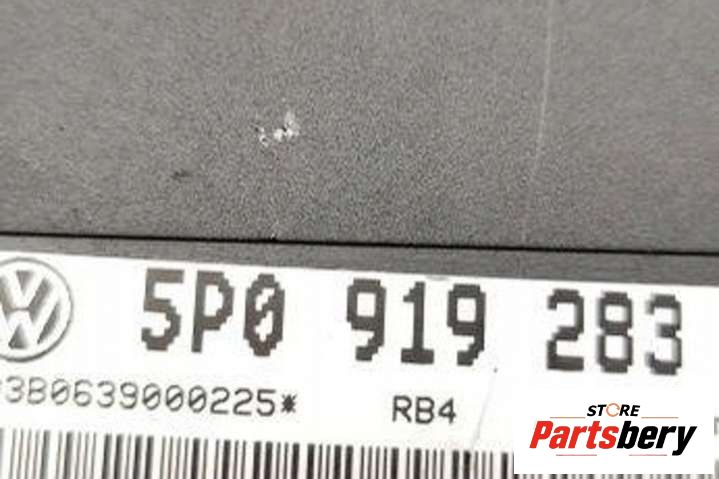 5P0 919 283
3B0639000225* RB4
STORE
Partsbery